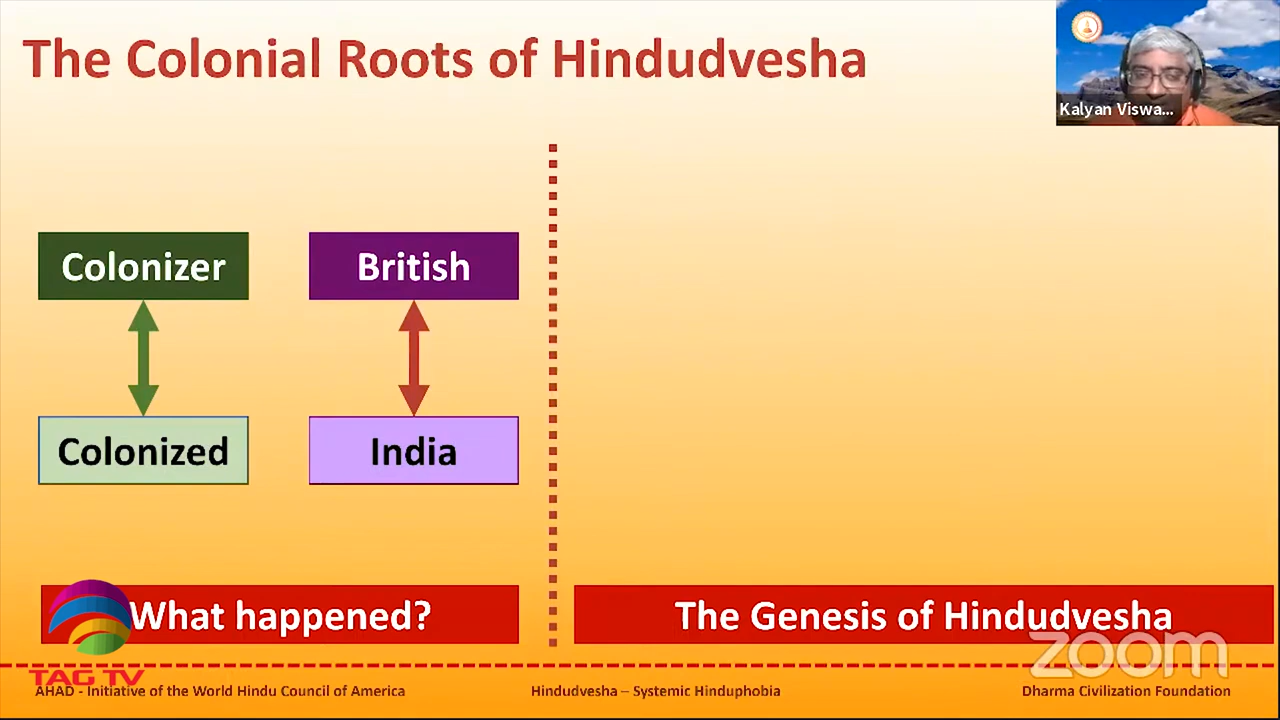 The Colonial Roots of Hindudvesha
Kalyan Viswa...
Colonizer
British
Colonized
India
What happened?
The Genesis of Hindudvesha
zoom
TAG TV
AHAD - Initiative of the World Hindu Council of America
Hindudvesha – Systemic Hinduphobia
Dharma Civilization Foundation